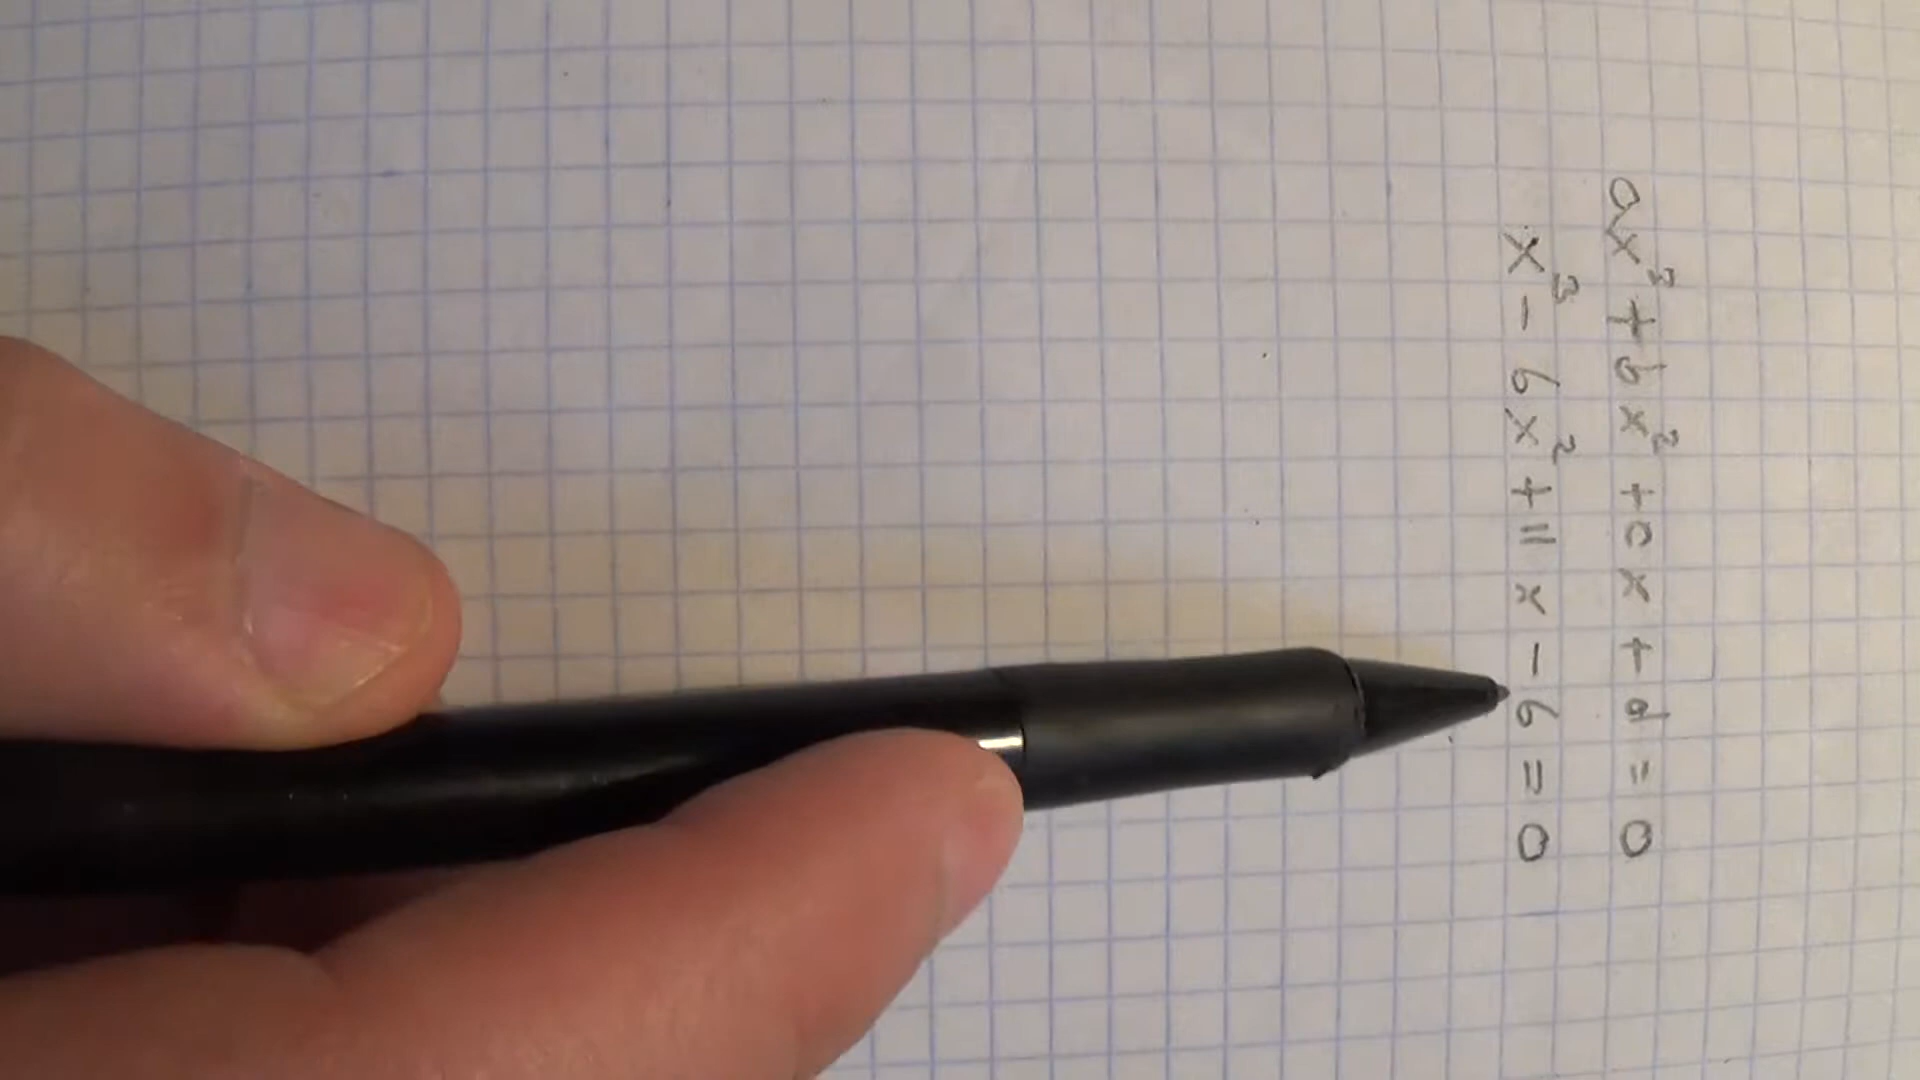 ax³ + bx² + cx + d = 0
x³ - 6x² + 11x - 6 = 0